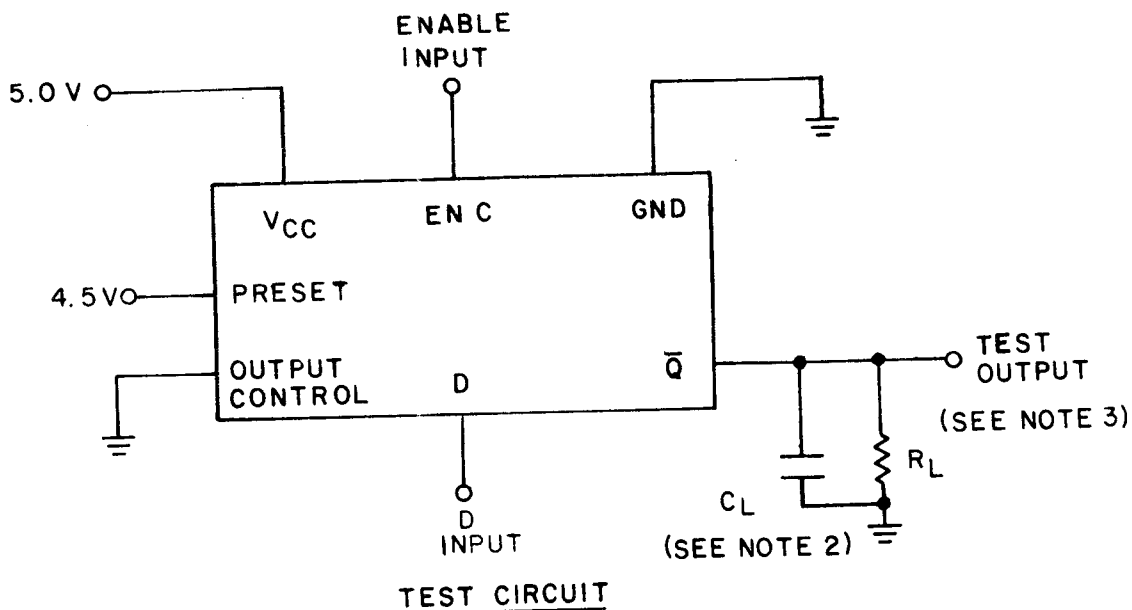 ENABLE
INPUT
5.0 V
VCC
EN C
GND
4.5 V
PRESET
OUTPUT
CONTROL
D
Q̅
TEST
OUTPUT
(SEE NOTE 3)
RL
CL
(SEE NOTE 2)
D
INPUT
TEST CIRCUIT